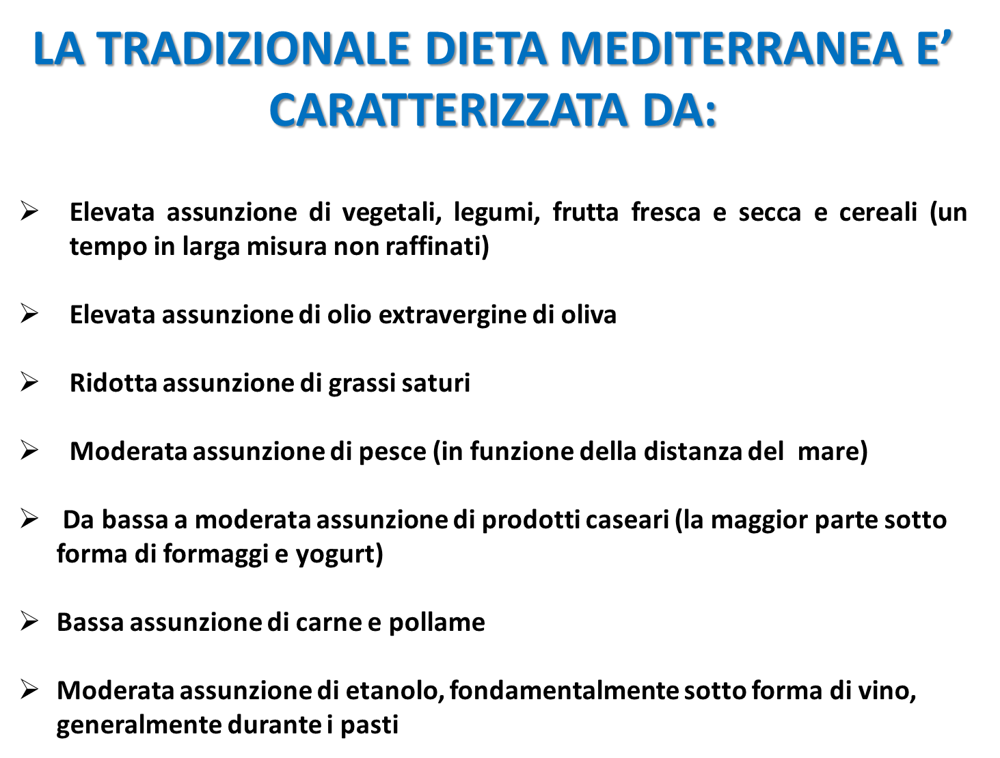 LA TRADIZIONALE DIETA MEDITERRANEA E’
CARATTERIZZATA DA:
➢ Elevata assunzione di vegetali, legumi, frutta fresca e secca e cereali (un
tempo in larga misura non raffinati)
➢ Elevata assunzione di olio extravergine di oliva
➢ Ridotta assunzione di grassi saturi
➢ Moderata assunzione di pesce (in funzione della distanza del mare)
➢ Da bassa a moderata assunzione di prodotti caseari (la maggior parte sotto
forma di formaggi e yogurt)
➢ Bassa assunzione di carne e pollame
➢ Moderata assunzione di etanolo, fondamentalmente sotto forma di vino,
generalmente durante i pasti